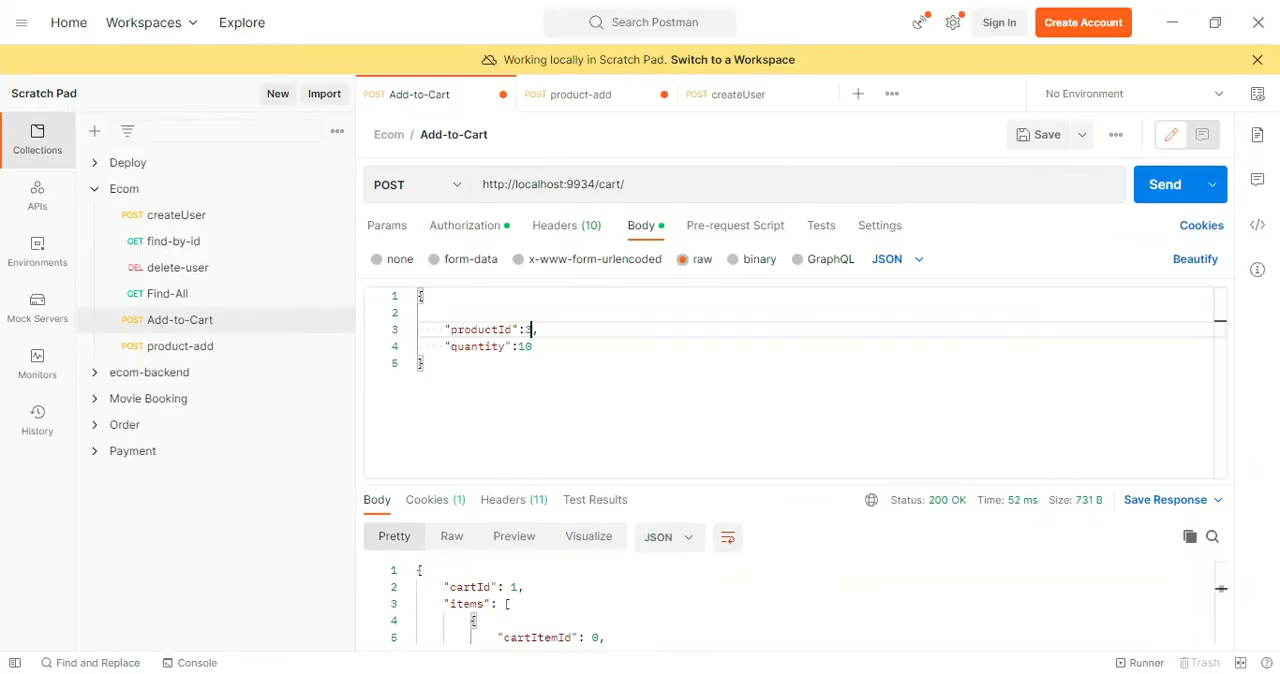 Home Workspaces Explore Search Postman Sign In Create Account
Working locally in Scratch Pad. Switch to a Workspace
Scratch Pad New Import POST Add-to-Cart POST product-add POST createUser No Environment
Ecom / Add-to-Cart Save
Collections
APIs
Environments
Mock Servers
Monitors
History
Deploy
Ecom
POST createUser
GET find-by-id
DEL delete-user
GET Find-All
POST Add-to-Cart
POST product-add
ecom-backend
Movie Booking
Order
Payment
POST http://localhost:9934/cart/ Send
Params Authorization Headers (10) Body Pre-request Script Tests Settings Cookies
none form-data x-www-form-urlencoded raw binary GraphQL JSON Beautify
1 {
2
3 "productId":3,
4 "quantity":10
5 }
Body Cookies (1) Headers (11) Test Results Status: 200 OK Time: 52 ms Size: 731 B Save Response
Pretty Raw Preview Visualize JSON
1 {
2 "cartId": 1,
3 "items": [
4 {
5 "cartItemId": 0,
Find and Replace Console Runner Trash